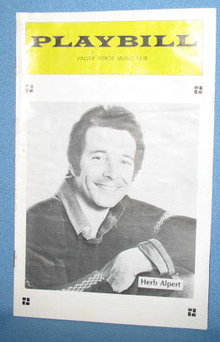 PLAYBILL
VALLEY FORGE MUSIC FAIR
Herb Alpert